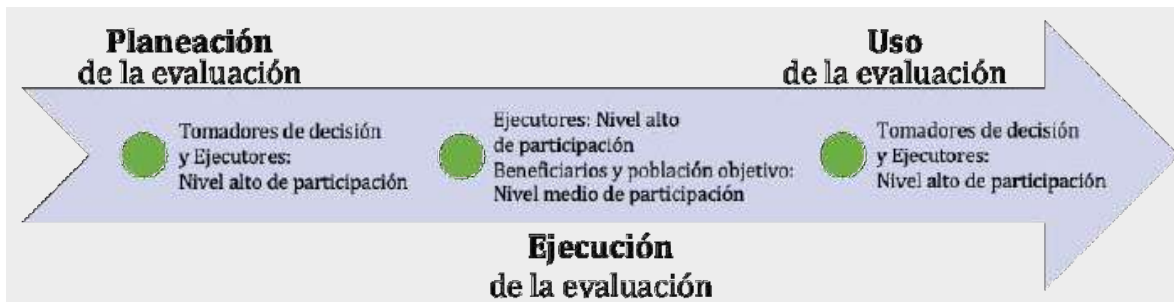 Planeación
de la evaluación
Tomadores de decisión
y Ejecutores:
Nivel alto de participación
Ejecutores: Nivel alto
de participación
Beneficiarios y población objetivo:
Nivel medio de participación
Ejecución
de la evaluación
Uso
de la evaluación
Tomadores de decisión
y Ejecutores:
Nivel alto de participación